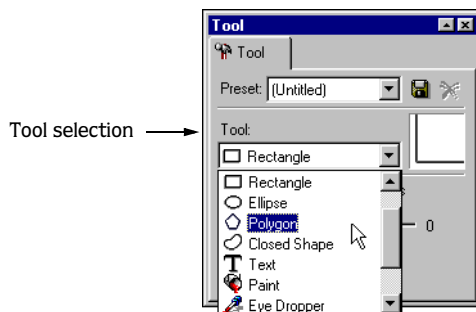 Tool
Tool
Preset: (Untitled)
Tool selection
Tool:
Rectangle
Rectangle
Ellipse
Polygon
0
Closed Shape
Text
Paint
Eye Dropper